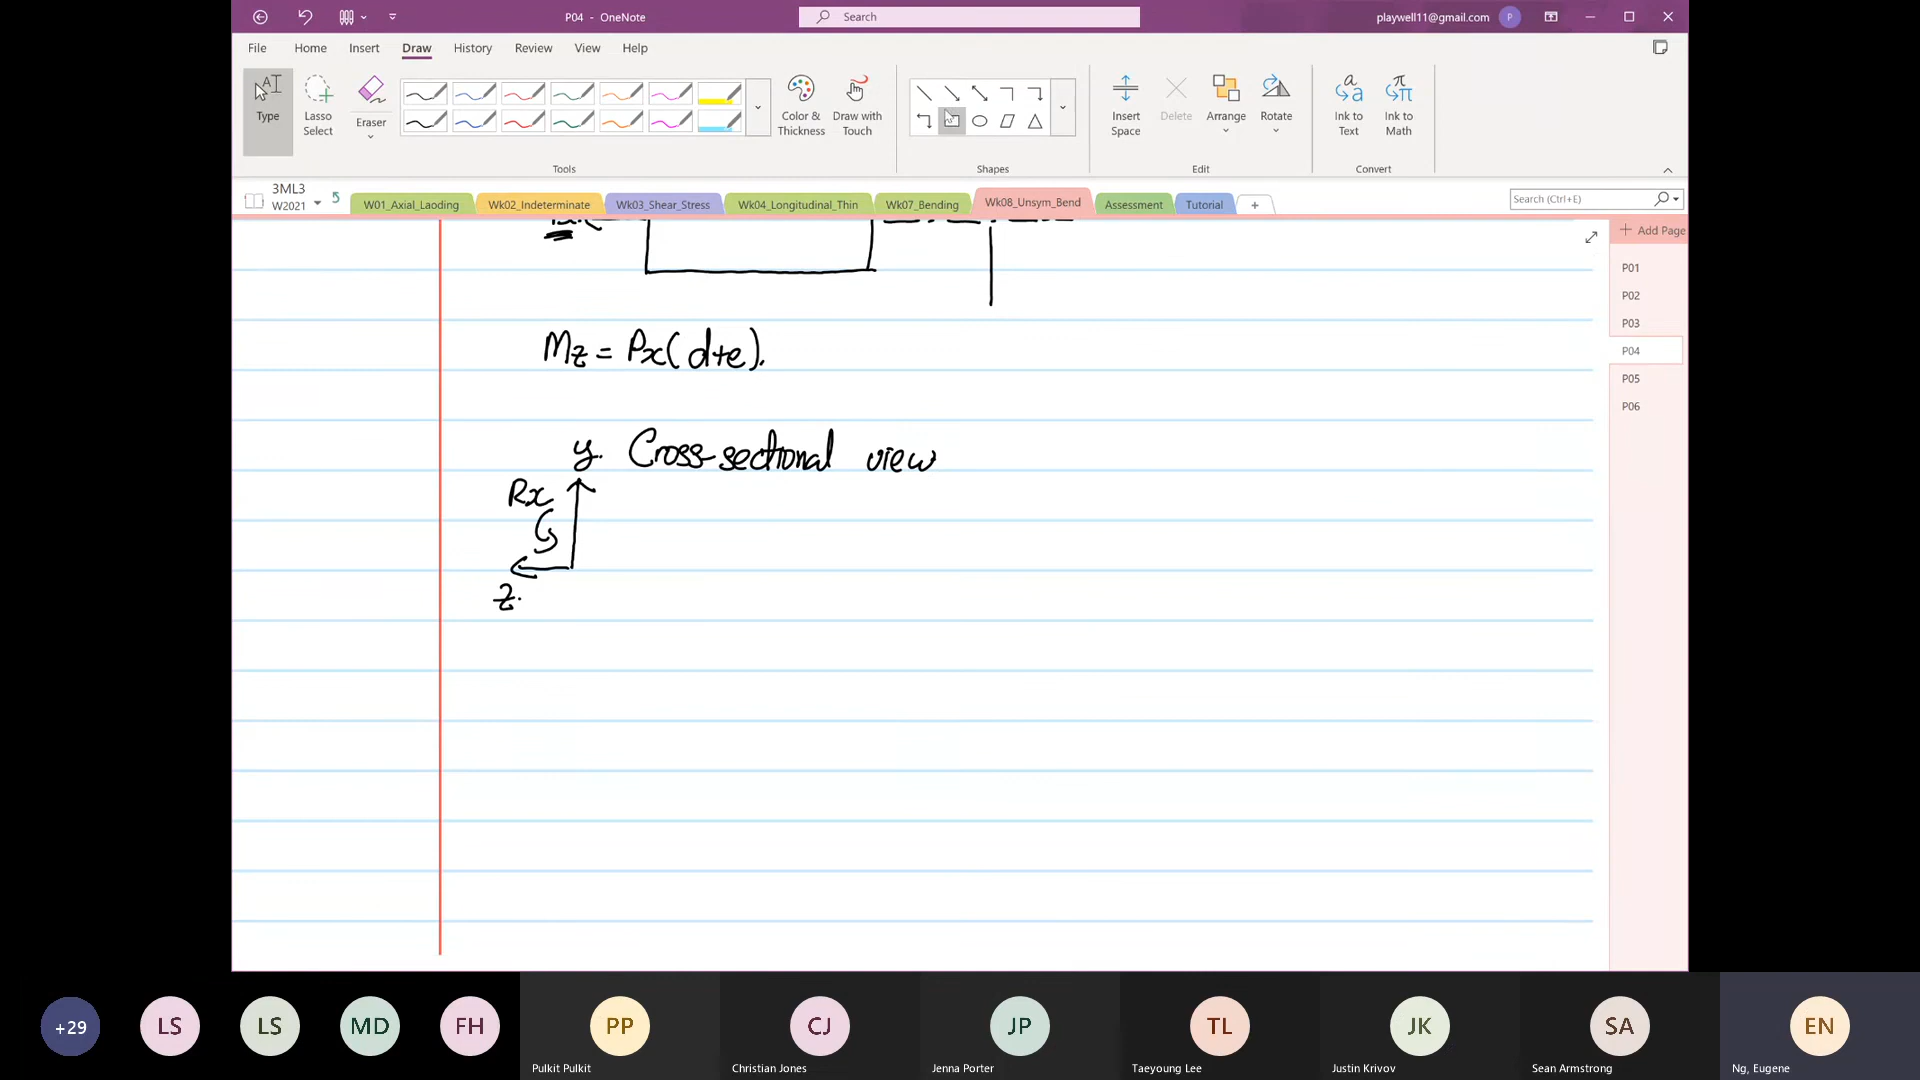 P04 - OneNote
Search
playwell11@gmail.com
P
File Home Insert Draw History Review View Help
Type
Lasso Select
Eraser
Color & Thickness
Draw with Touch
Insert Space
Delete
Arrange
Rotate
Ink to Text
Ink to Math
Tools
Shapes
Edit
Convert
3ML3 W2021
W01_Axial_Laoding
Wk02_Indeterminate
Wk03_Shear_Stress
Wk04_Longitudinal_Thin
Wk07_Bending
Wk08_Unsym_Bend
Assessment
Tutorial
+
Search (Ctrl+E)
Add Page
P01
P02
P03
P04
P05
P06
Mz = Px(d+e).
y. Cross-sectional view
Rx
z.
+29
LS
LS
MD
FH
PP
CJ
JP
TL
JK
SA
EN
Pulkit Pulkit
Christian Jones
Jenna Porter
Taeyoung Lee
Justin Krivov
Sean Armstrong
Ng, Eugene